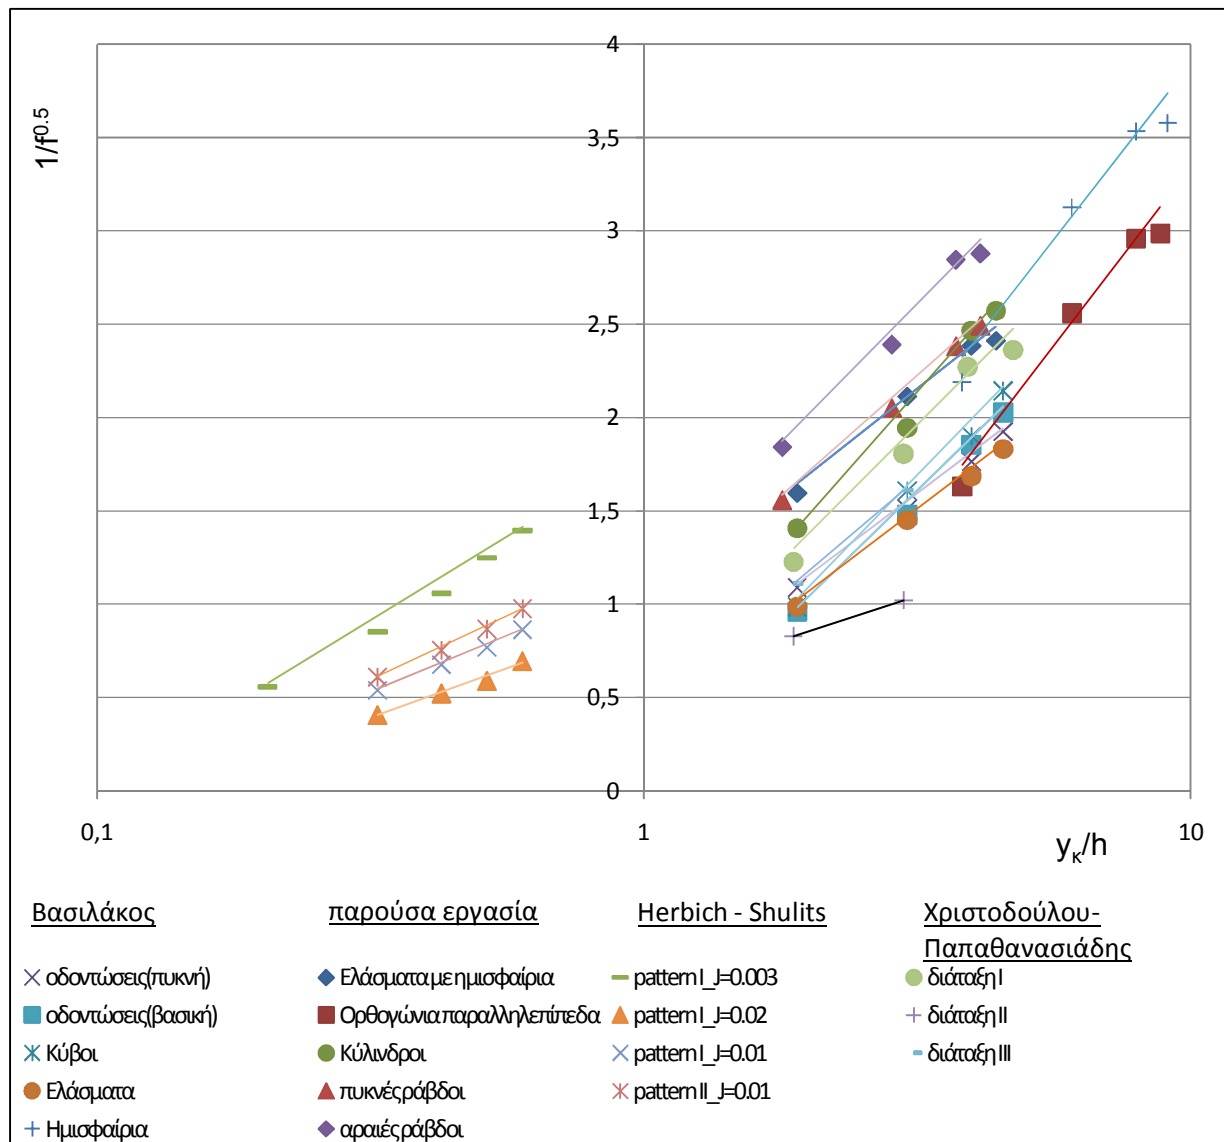 4
1/f^0.5
3,5
3
2,5
2
1,5
1
0,5
0
0,1
1
10
yκ/h
Βασιλάκος
παρούσα εργασία
Herbich - Shulits
Χριστοδούλου-
Παπαθανασιάδης
οδοντώσεις(πυκνή)
Ελάσματα με ημισφαίρια
pattern I_J=0.003
διάταξη I
οδοντώσεις(βασική)
Ορθογώνια παραλληλεπίπεδα
pattern I_J=0.02
διάταξη II
Κύβοι
Κύλινδροι
pattern I_J=0.01
διάταξη III
Ελάσματα
πυκνές ράβδοι
pattern II_J=0.01
Ημισφαίρια
αραιές ράβδοι